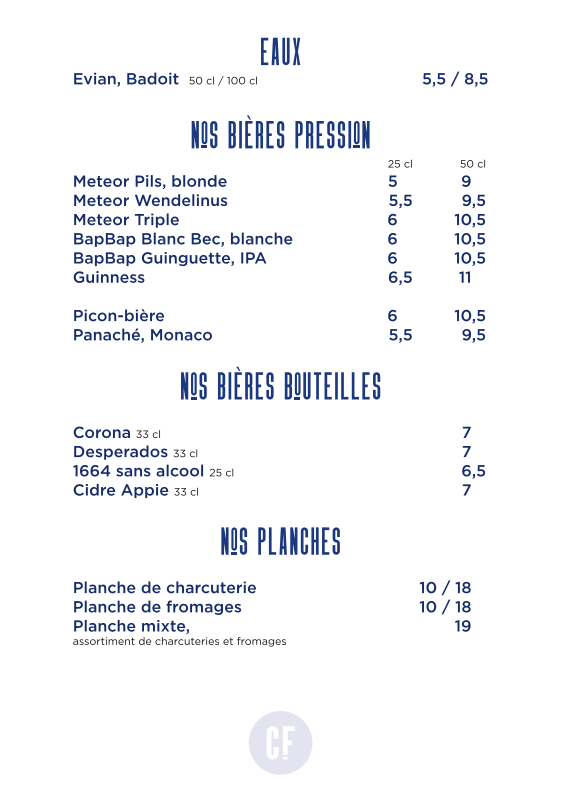 EAUX
Evian, Badoit 50 cl / 100 cl 5,5 / 8,5
NOS BIÈRES PRESSION
25 cl 50 cl
Meteor Pils, blonde 5 9
Meteor Wendelinus 5,5 9,5
Meteor Triple 6 10,5
BapBap Blanc Bec, blanche 6 10,5
BapBap Guinguette, IPA 6 10,5
Guinness 6,5 11
Picon-bière 6 10,5
Panaché, Monaco 5,5 9,5
NOS BIÈRES BOUTEILLES
Corona 33 cl 7
Desperados 33 cl 7
1664 sans alcool 25 cl 6,5
Cidre Appie 33 cl 7
NOS PLANCHES
Planche de charcuterie 10 / 18
Planche de fromages 10 / 18
Planche mixte, 19
assortiment de charcuteries et fromages
CF